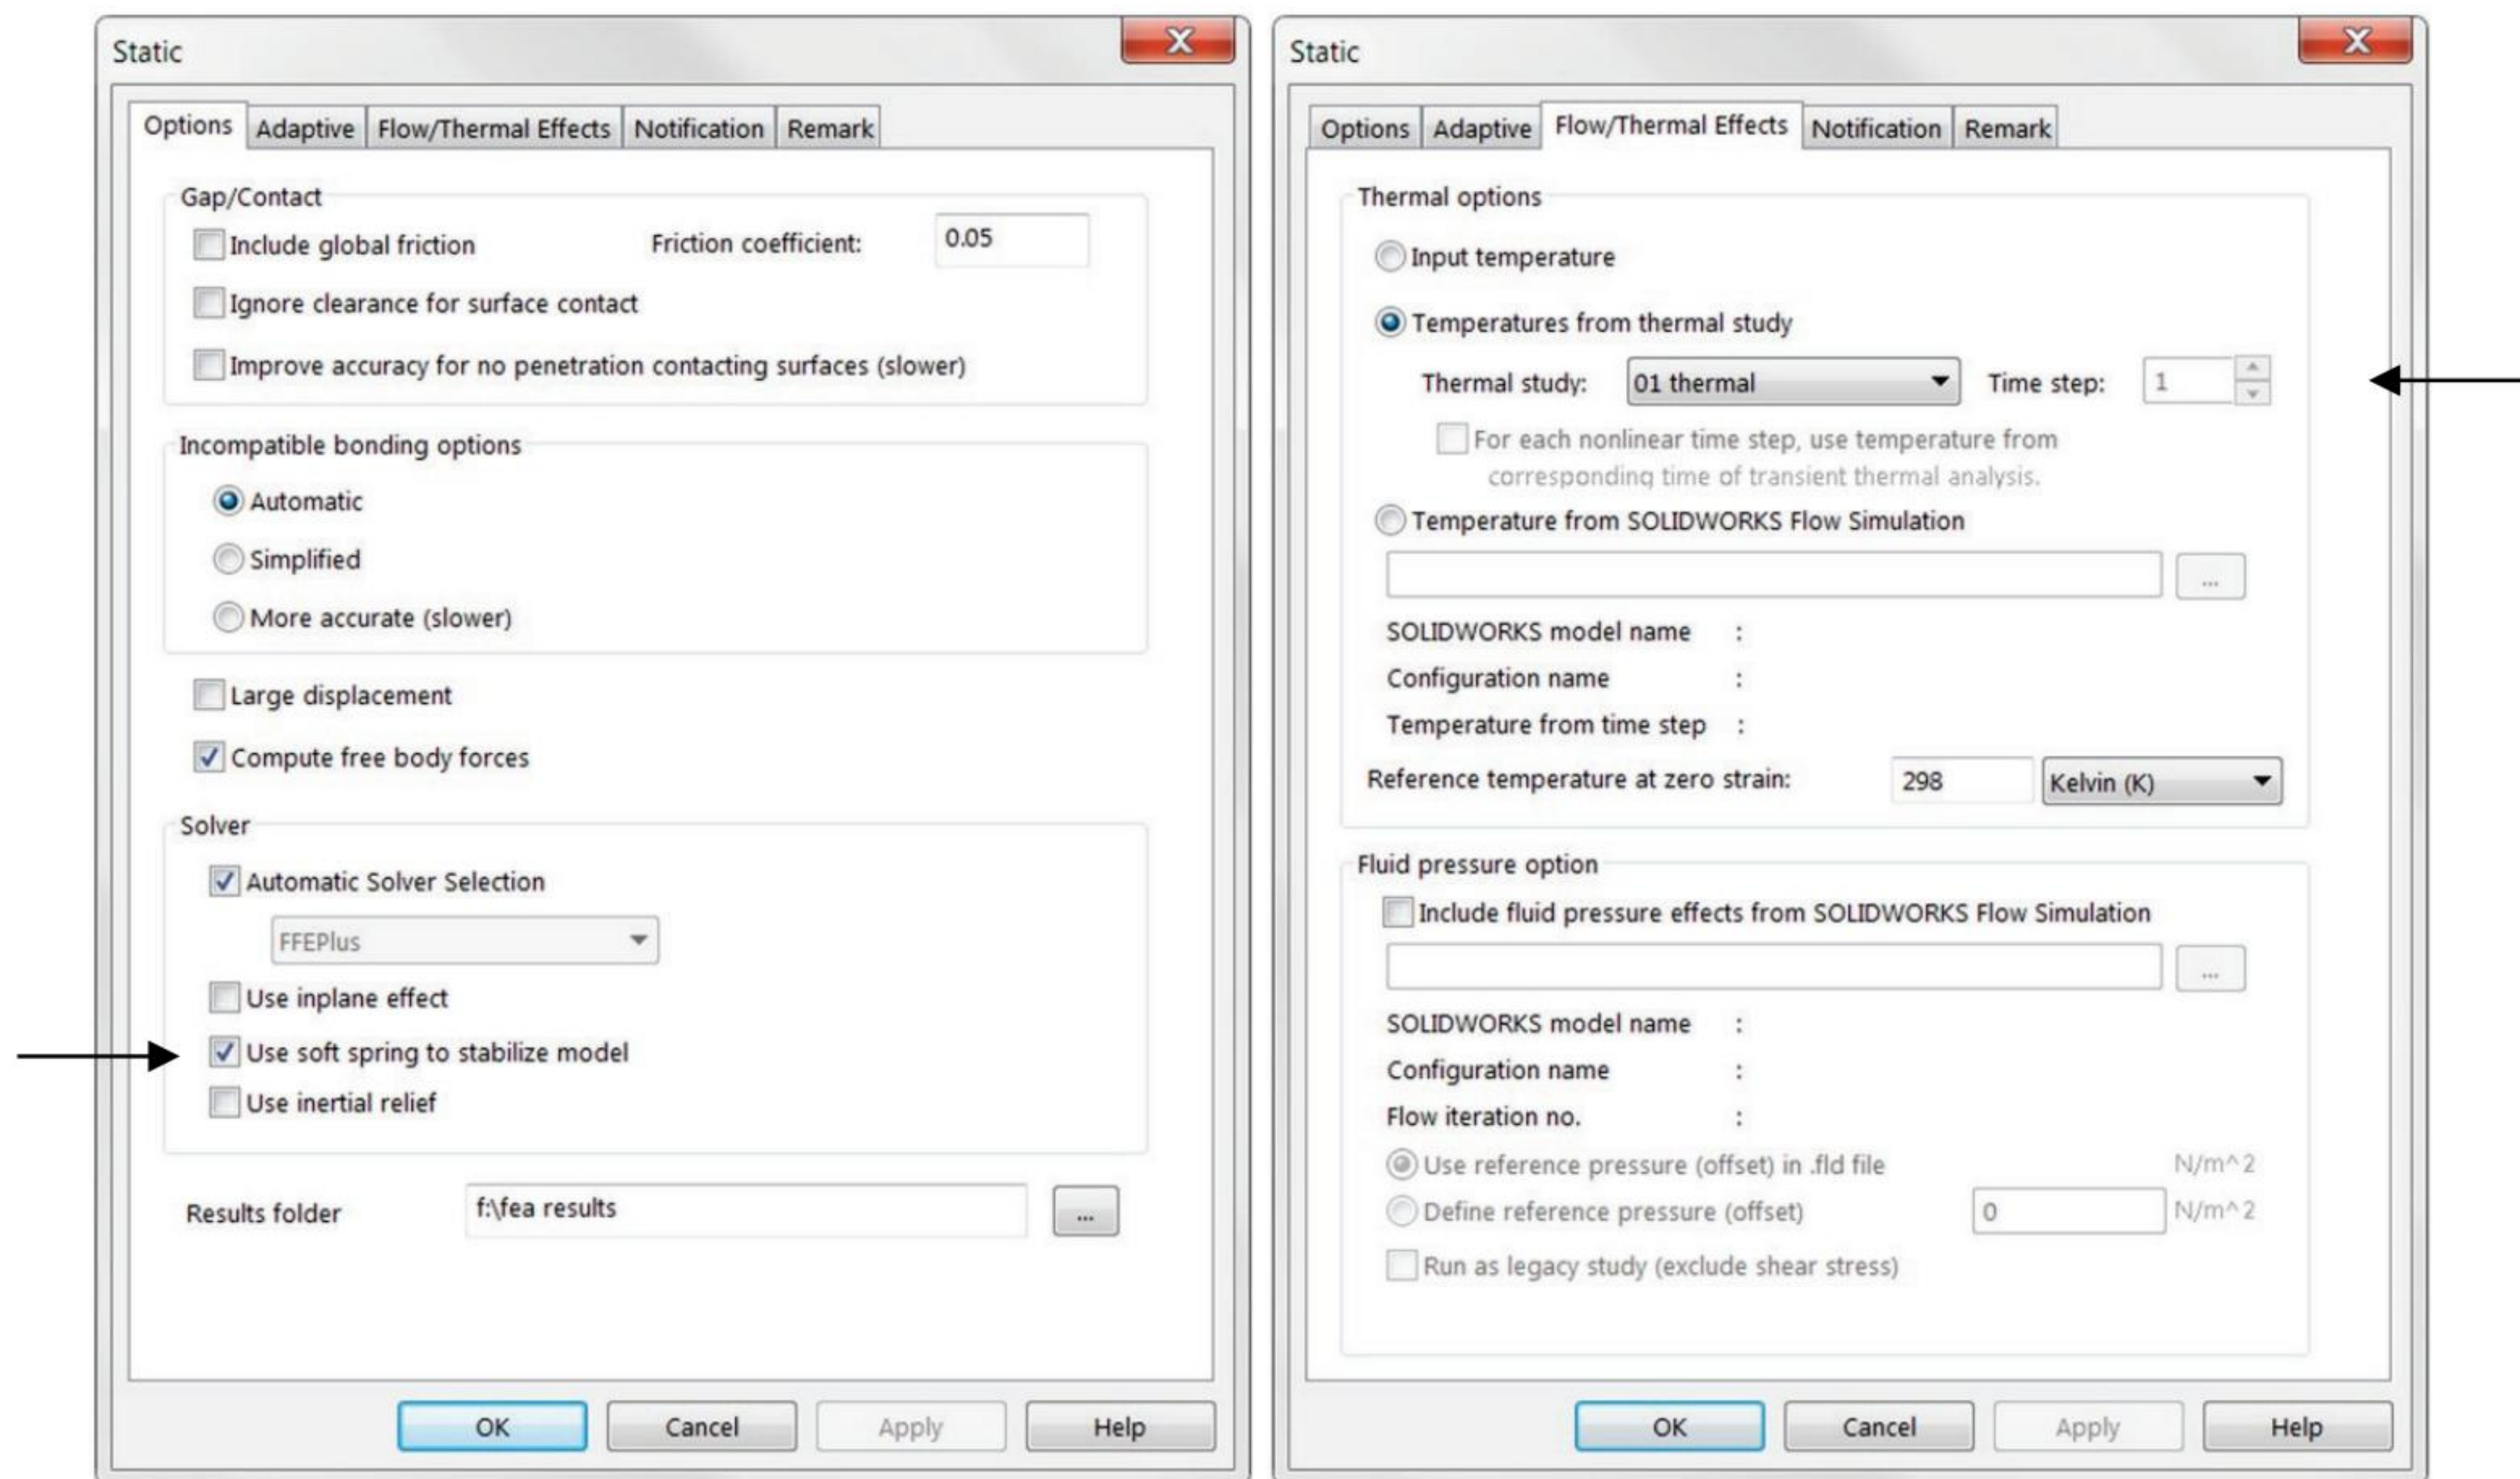 Static
Options Adaptive Flow/Thermal Effects Notification Remark
Gap/Contact
Include global friction Friction coefficient: 0.05
Ignore clearance for surface contact
Improve accuracy for no penetration contacting surfaces (slower)
Incompatible bonding options
Automatic
Simplified
More accurate (slower)
Large displacement
Compute free body forces
Solver
Automatic Solver Selection
FFEPlus
Use inplane effect
Use soft spring to stabilize model
Use inertial relief
Results folder f:\fea results ...
OK Cancel Apply Help
Static
Options Adaptive Flow/Thermal Effects Notification Remark
Thermal options
Input temperature
Temperatures from thermal study
Thermal study: 01 thermal Time step: 1
For each nonlinear time step, use temperature from
corresponding time of transient thermal analysis.
Temperature from SOLIDWORKS Flow Simulation
...
SOLIDWORKS model name :
Configuration name :
Temperature from time step :
Reference temperature at zero strain: 298 Kelvin (K)
Fluid pressure option
Include fluid pressure effects from SOLIDWORKS Flow Simulation
...
SOLIDWORKS model name :
Configuration name :
Flow iteration no. :
Use reference pressure (offset) in .fld file N/m^2
Define reference pressure (offset) 0 N/m^2
Run as legacy study (exclude shear stress)
OK Cancel Apply Help